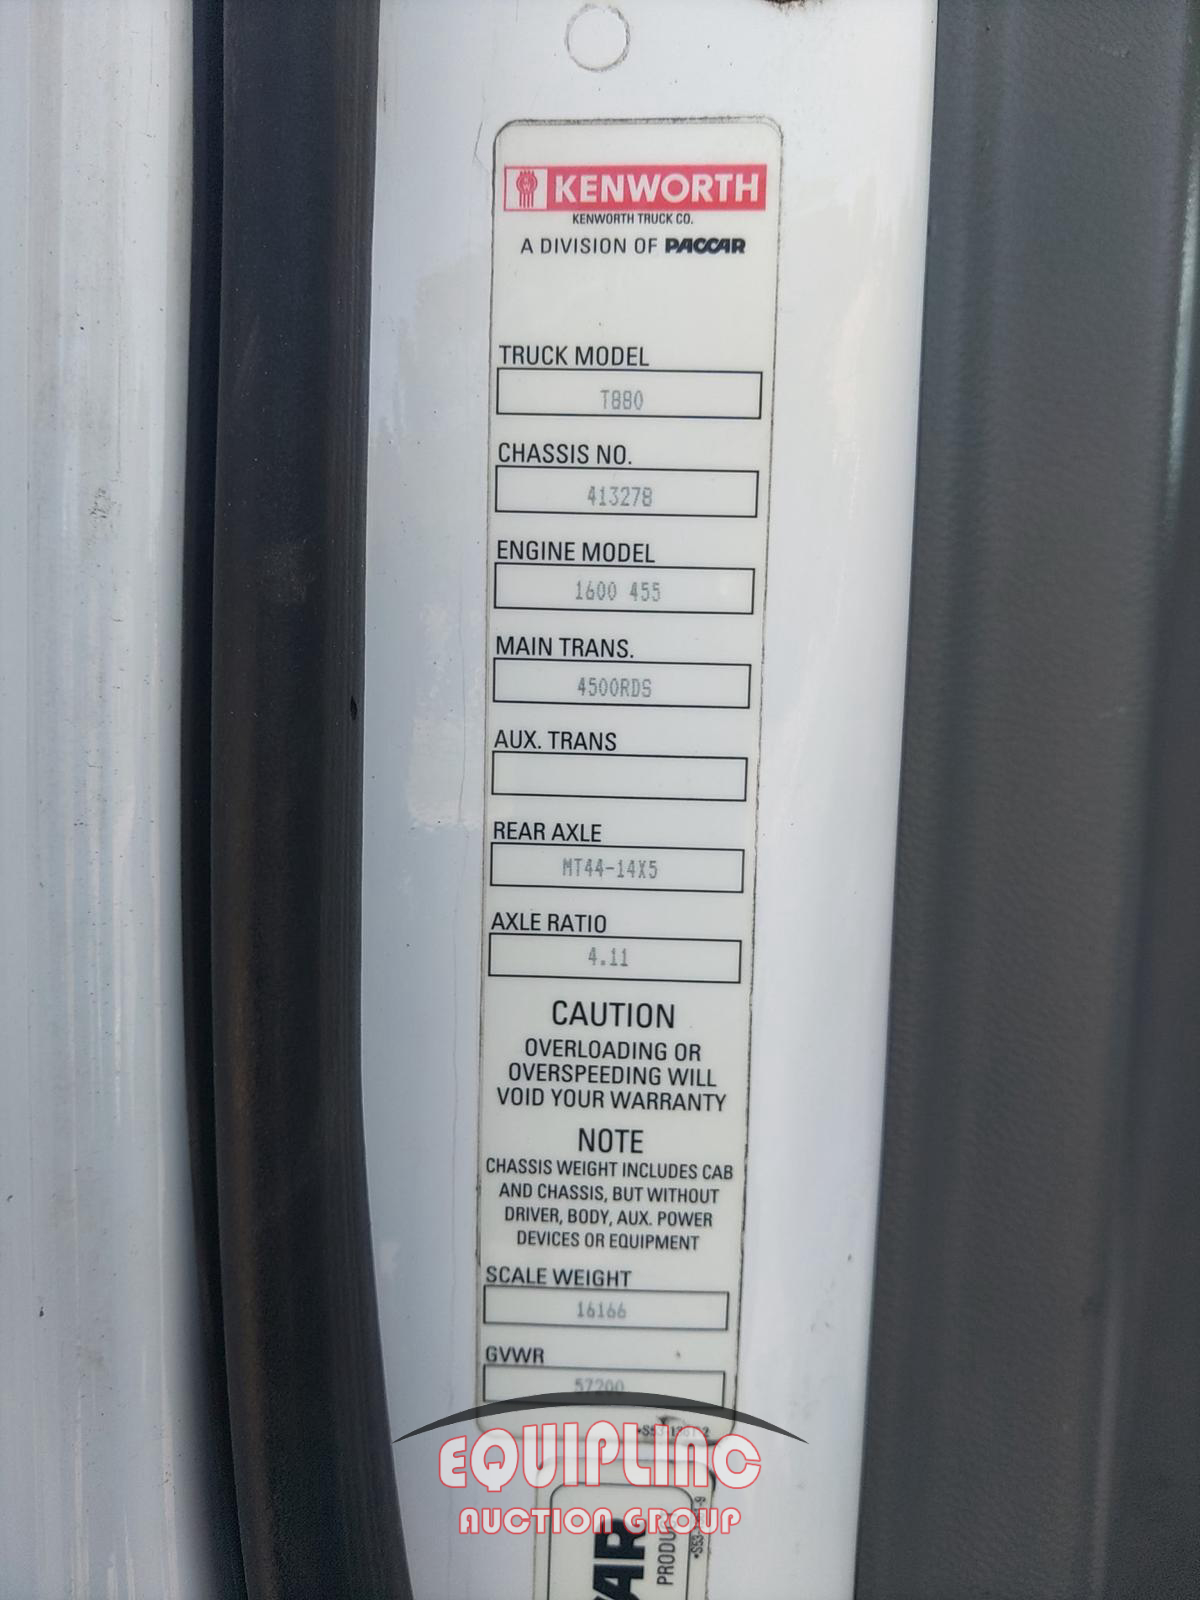 KENWORTH
KENWORTH TRUCK CO.
A DIVISION OF PACCAR
TRUCK MODEL
T880
CHASSIS NO.
413278
ENGINE MODEL
1600 455
MAIN TRANS.
4500RDS
AUX. TRANS
REAR AXLE
MT44-14X5
AXLE RATIO
4.11
CAUTION
OVERLOADING OR
OVERSPEEDING WILL
VOID YOUR WARRANTY
NOTE
CHASSIS WEIGHT INCLUDES CAB
AND CHASSIS, BUT WITHOUT
DRIVER, BODY, AUX. POWER
DEVICES OR EQUIPMENT
SCALE WEIGHT
16166
GVWR
57200
EQUIPLINC
AUCTION GROUP